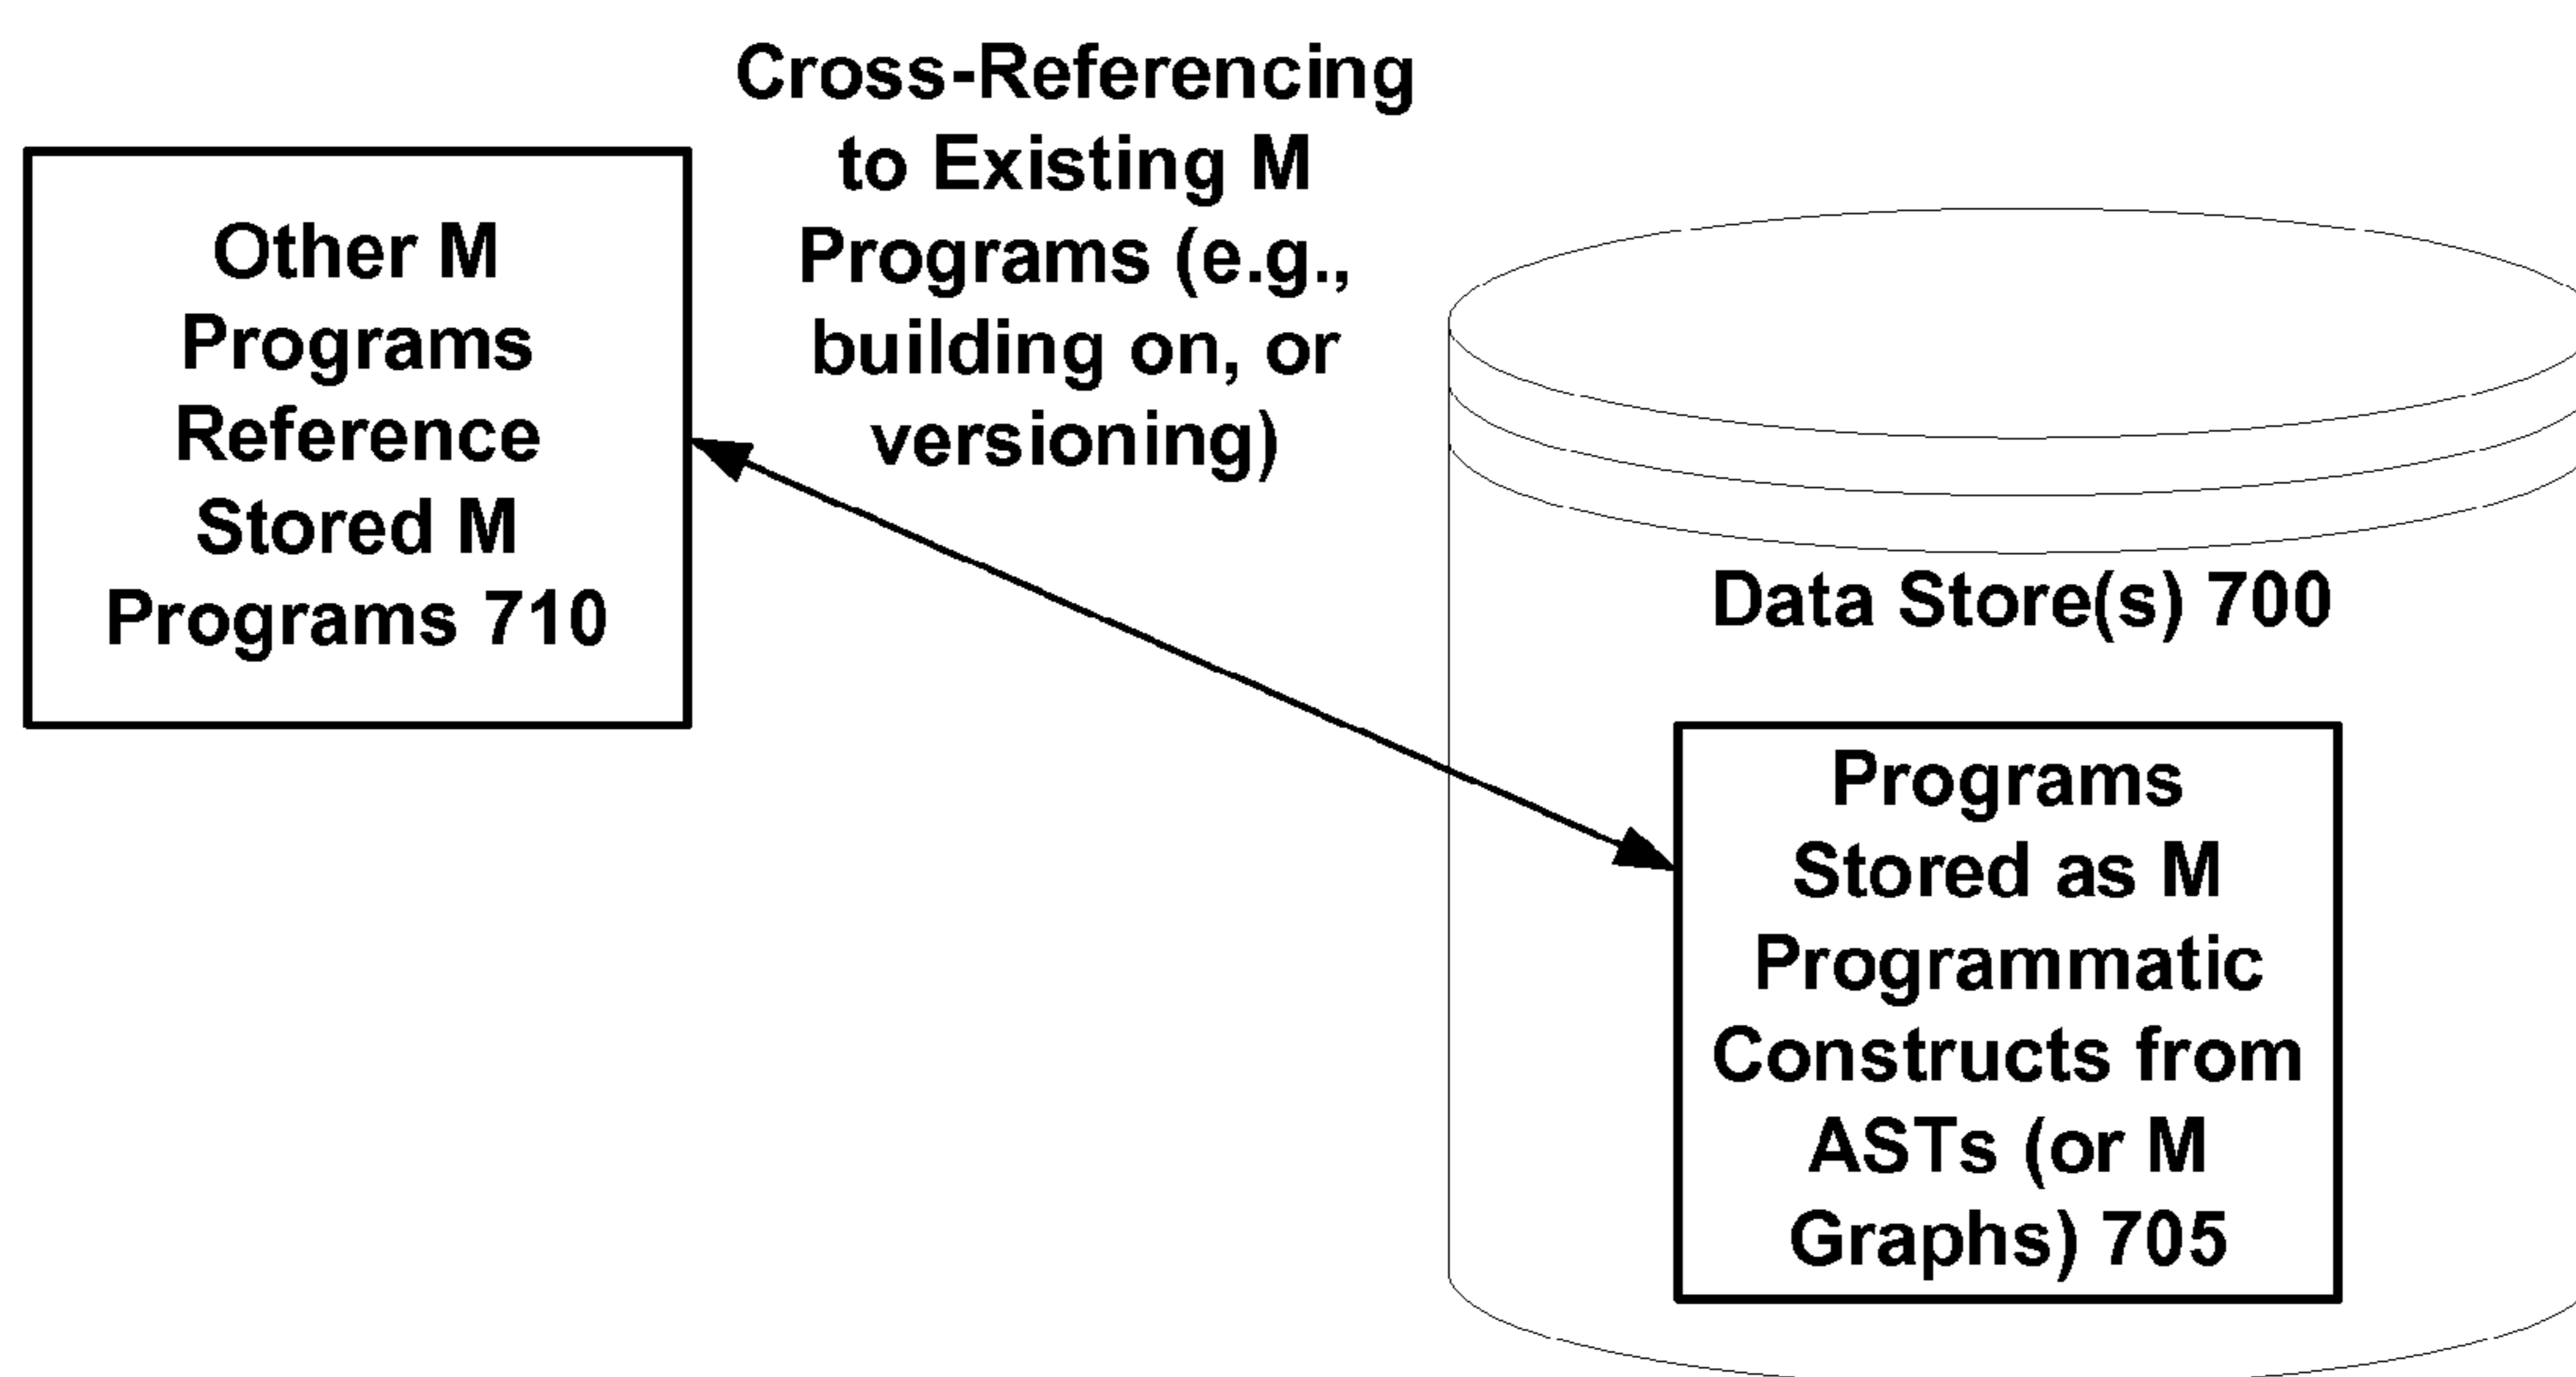 Other M
Programs
Reference
Stored M
Programs 710
Cross-Referencing
to Existing M
Programs (e.g.,
building on, or
versioning)
Data Store(s) 700
Programs
Stored as M
Programmatic
Constructs from
ASTs (or M
Graphs) 705